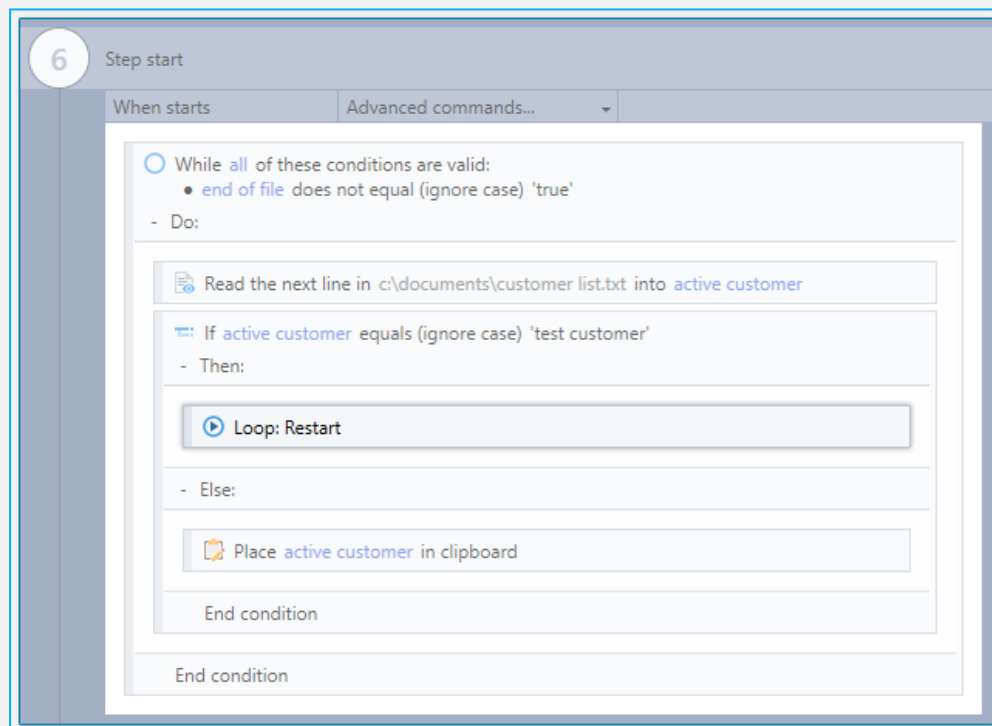 6
Step start
When starts
Advanced commands...
While all of these conditions are valid:
• end of file does not equal (ignore case) 'true'
- Do:
Read the next line in c:\documents\customer list.txt into active customer
If active customer equals (ignore case) 'test customer'
- Then:
Loop: Restart
- Else:
Place active customer in clipboard
End condition
End condition